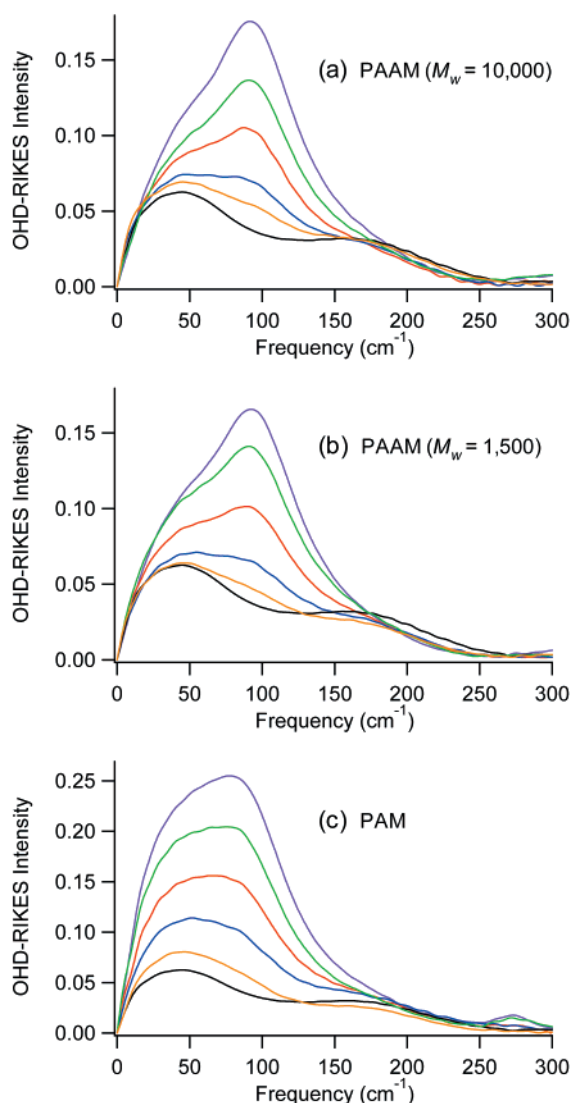 (a) PAAM (Mw = 10,000)
OHD-RIKES Intensity
0.15
0.10
0.05
0.00
0 50 100 150 200 250 300
Frequency (cm⁻¹)
(b) PAAM (Mw = 1,500)
OHD-RIKES Intensity
0.15
0.10
0.05
0.00
0 50 100 150 200 250 300
Frequency (cm⁻¹)
(c) PAM
OHD-RIKES Intensity
0.25
0.20
0.15
0.10
0.05
0.00
0 50 100 150 200 250 300
Frequency (cm⁻¹)